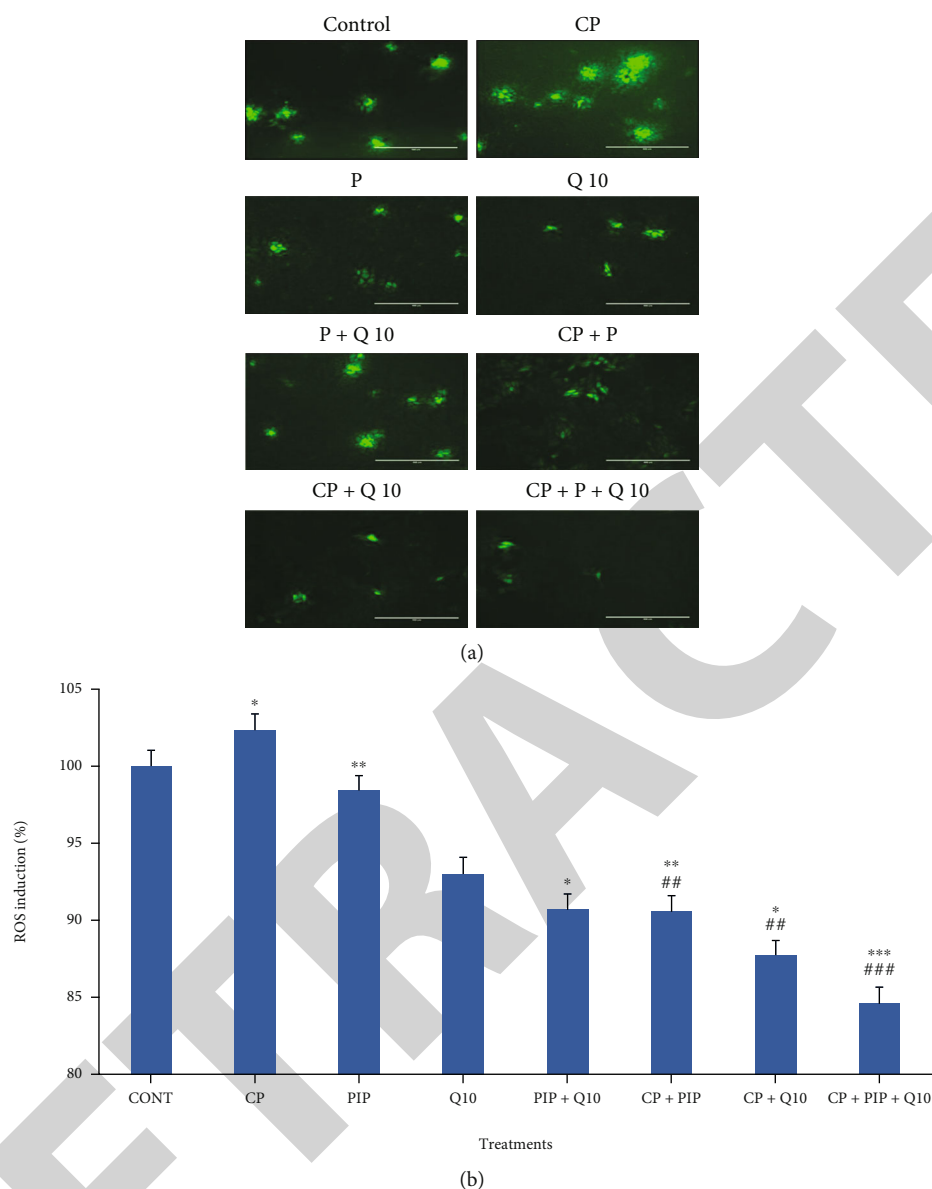 Control CP
P Q 10
P + Q 10 CP + P
CP + Q 10 CP + P + Q 10
(a)
105
100
95
90
85
80
ROS induction (%)
*
**
*
**
##
*
##
***
###
CONT CP PIP Q10 PIP + Q10 CP + PIP CP + Q10 CP + PIP + Q10
Treatments
(b)
ETRACTE